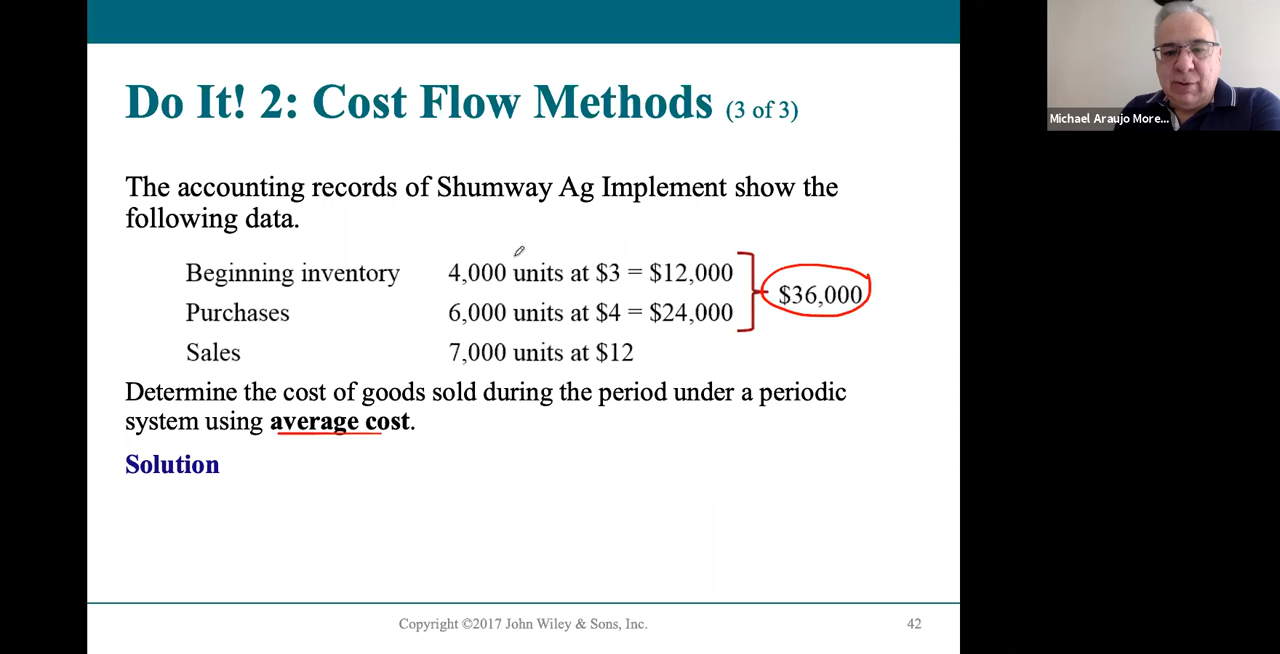 Do It! 2: Cost Flow Methods (3 of 3)
The accounting records of Shumway Ag Implement show the
following data.
Beginning inventory 4,000 units at $3 = $12,000
Purchases 6,000 units at $4 = $24,000
$36,000
Sales 7,000 units at $12
Determine the cost of goods sold during the period under a periodic
system using average cost.
Solution
Copyright ©2017 John Wiley & Sons, Inc. 42
Michael Araujo More...